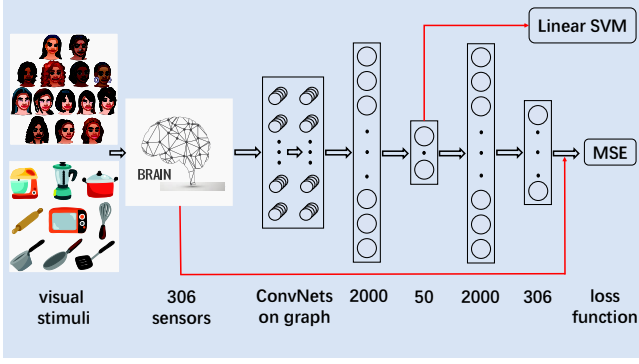 Linear SVM
BRAIN
MSE
visual
stimuli
306
sensors
ConvNets
on graph
2000
50
2000
306
loss
function